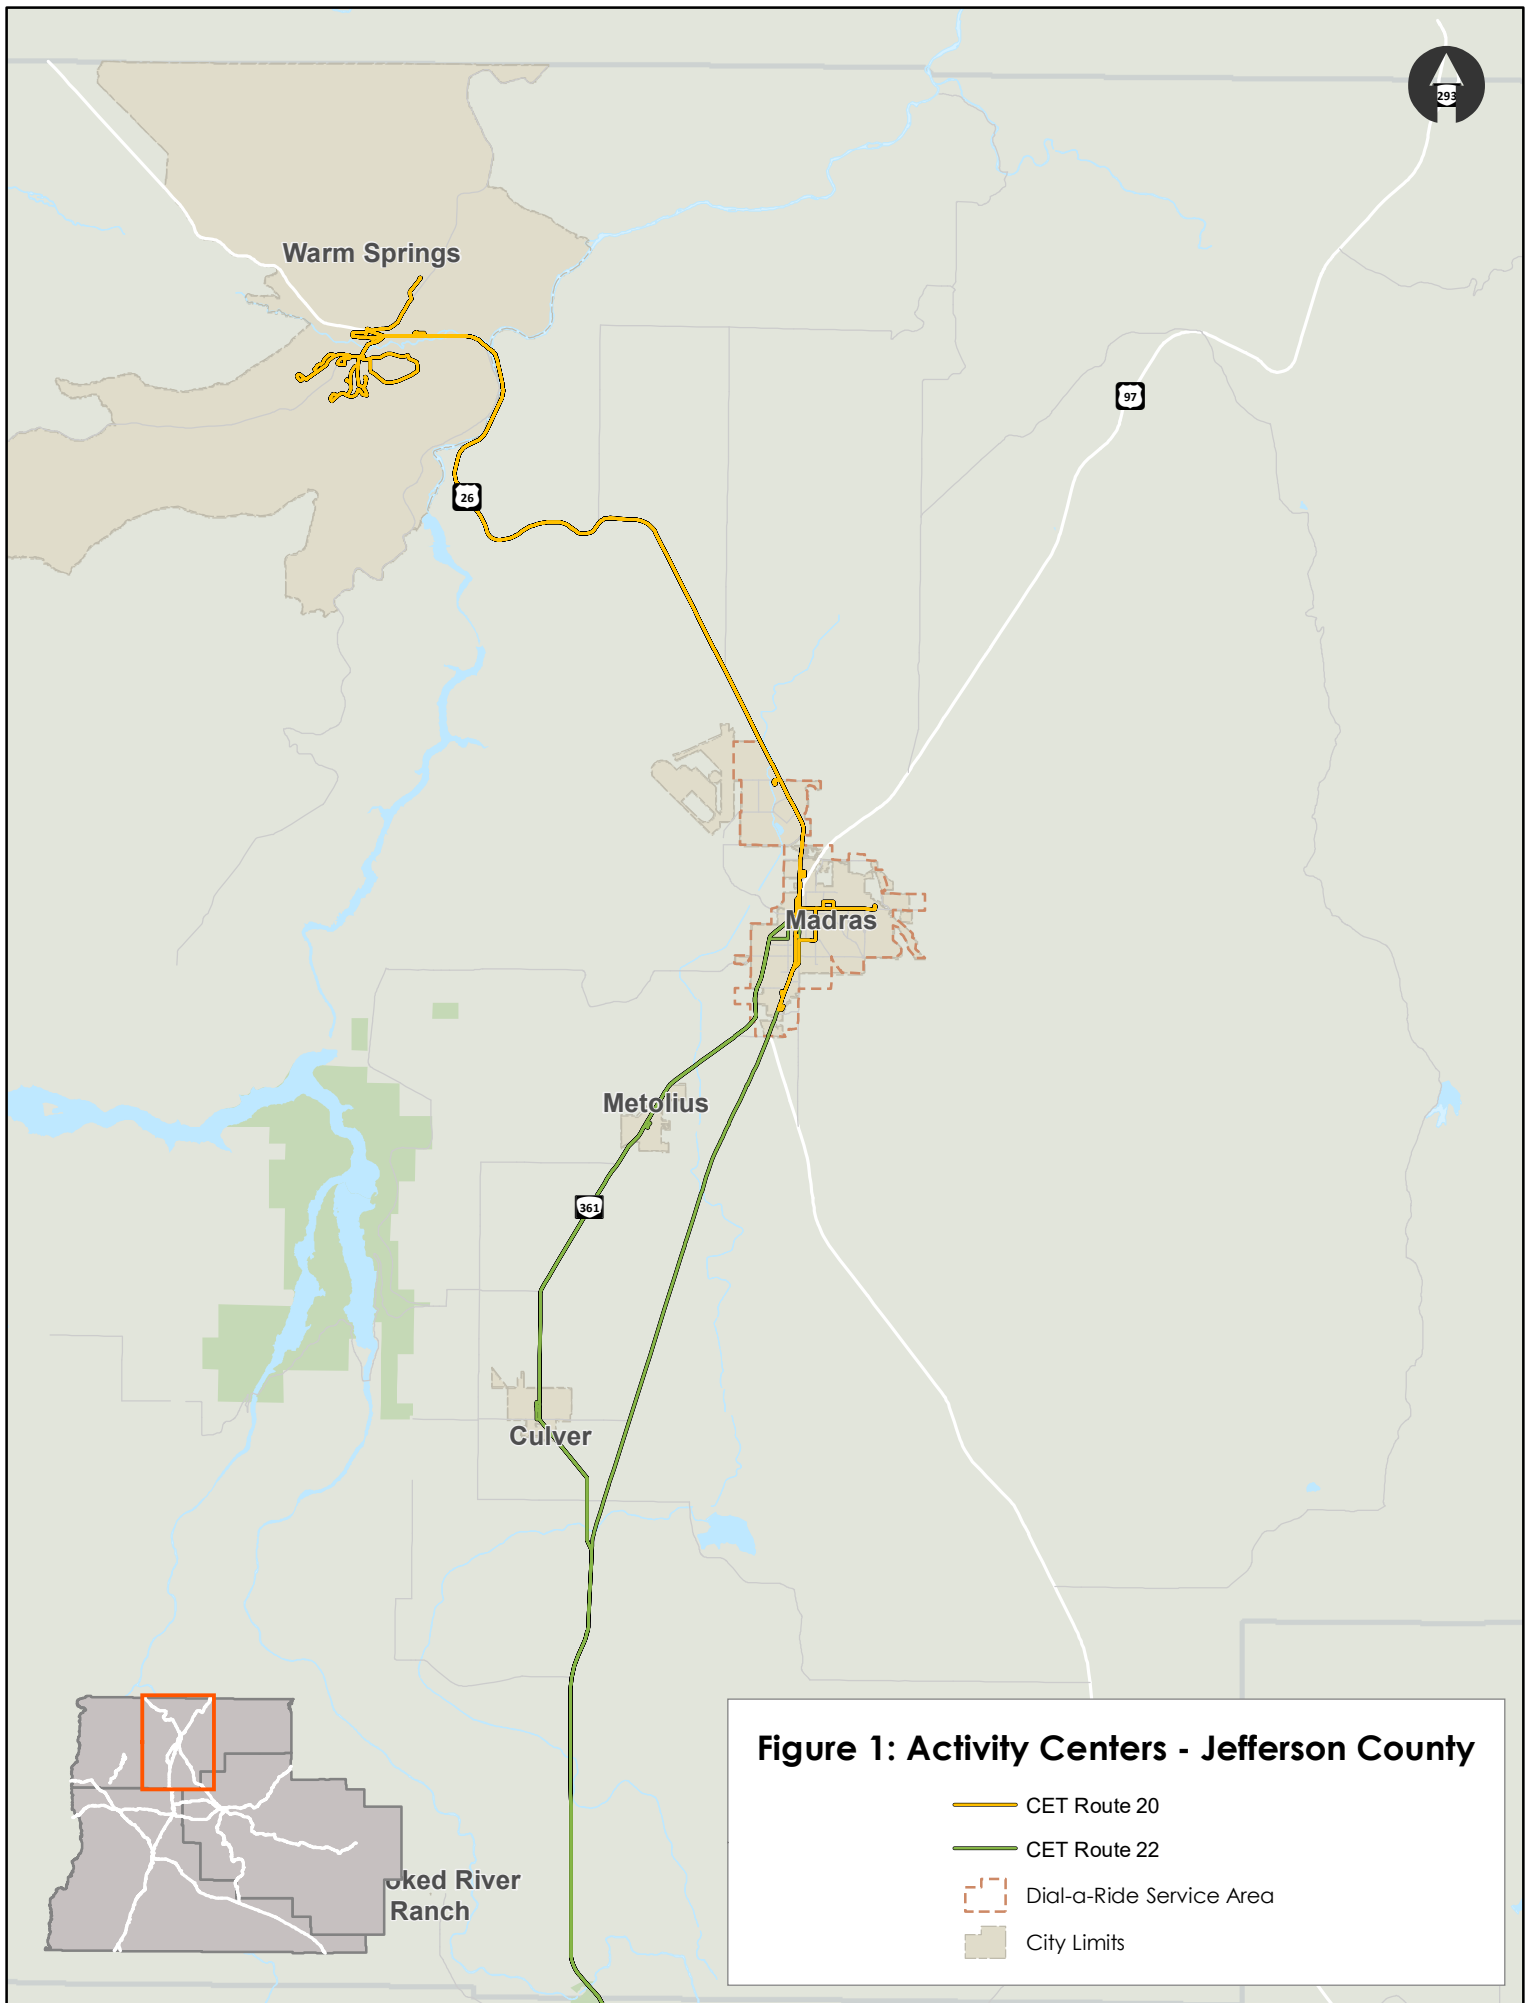 293
Warm Springs
97
26
Madras
Metolius
361
Culver
Figure 1: Activity Centers - Jefferson County
CET Route 20
CET Route 22
Dial-a-Ride Service Area
City Limits
oked River
Ranch